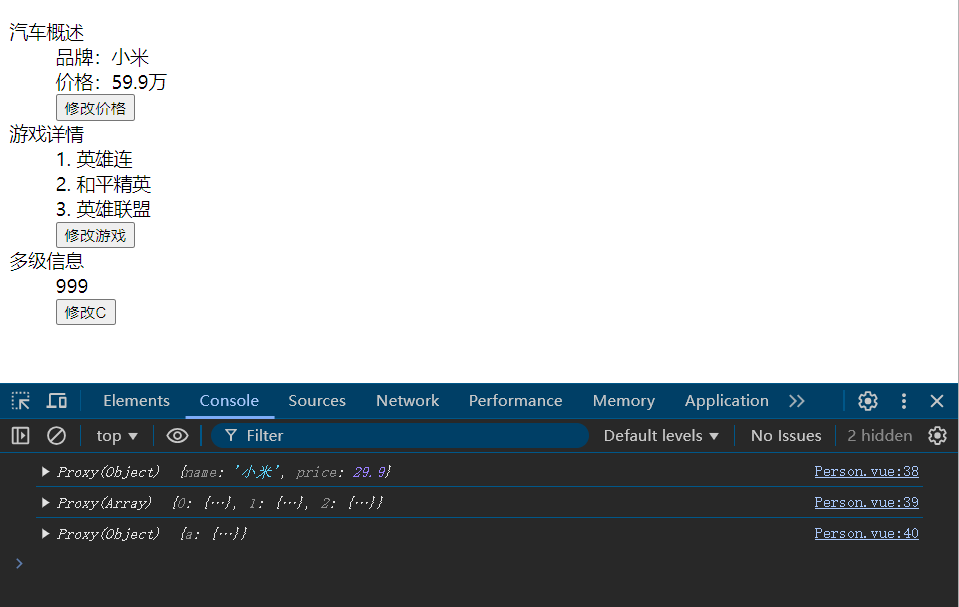 汽车概述
品牌：小米
价格：59.9万
修改价格
游戏详情
1. 英雄连
2. 和平精英
3. 英雄联盟
修改游戏
多级信息
999
修改C
Elements Console Sources Network Performance Memory Application
top Filter Default levels No Issues 2 hidden
Proxy(Object) {name: '小米', price: 29.9} Person.vue:38
Proxy(Array) {0: {…}, 1: {…}, 2: {…}} Person.vue:39
Proxy(Object) {a: {…}} Person.vue:40